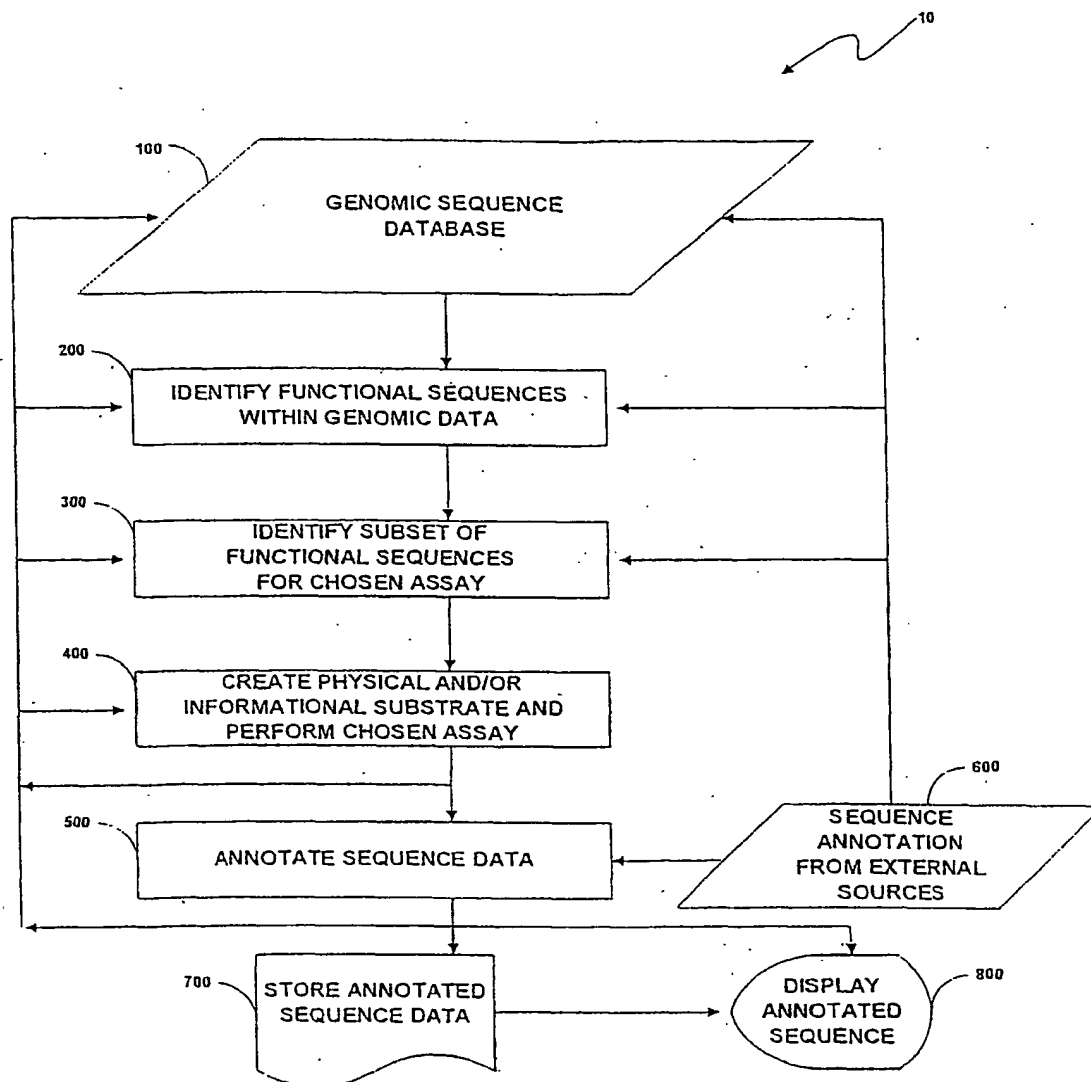 10
100
GENOMIC SEQUENCE
DATABASE
200
IDENTIFY FUNCTIONAL SEQUENCES
WITHIN GENOMIC DATA
300
IDENTIFY SUBSET OF
FUNCTIONAL SEQUENCES
FOR CHOSEN ASSAY
400
CREATE PHYSICAL AND/OR
INFORMATIONAL SUBSTRATE AND
PERFORM CHOSEN ASSAY
500
ANNOTATE SEQUENCE DATA
600
SEQUENCE
ANNOTATION
FROM EXTERNAL
SOURCES
700
STORE ANNOTATED
SEQUENCE DATA
800
DISPLAY
ANNOTATED
SEQUENCE